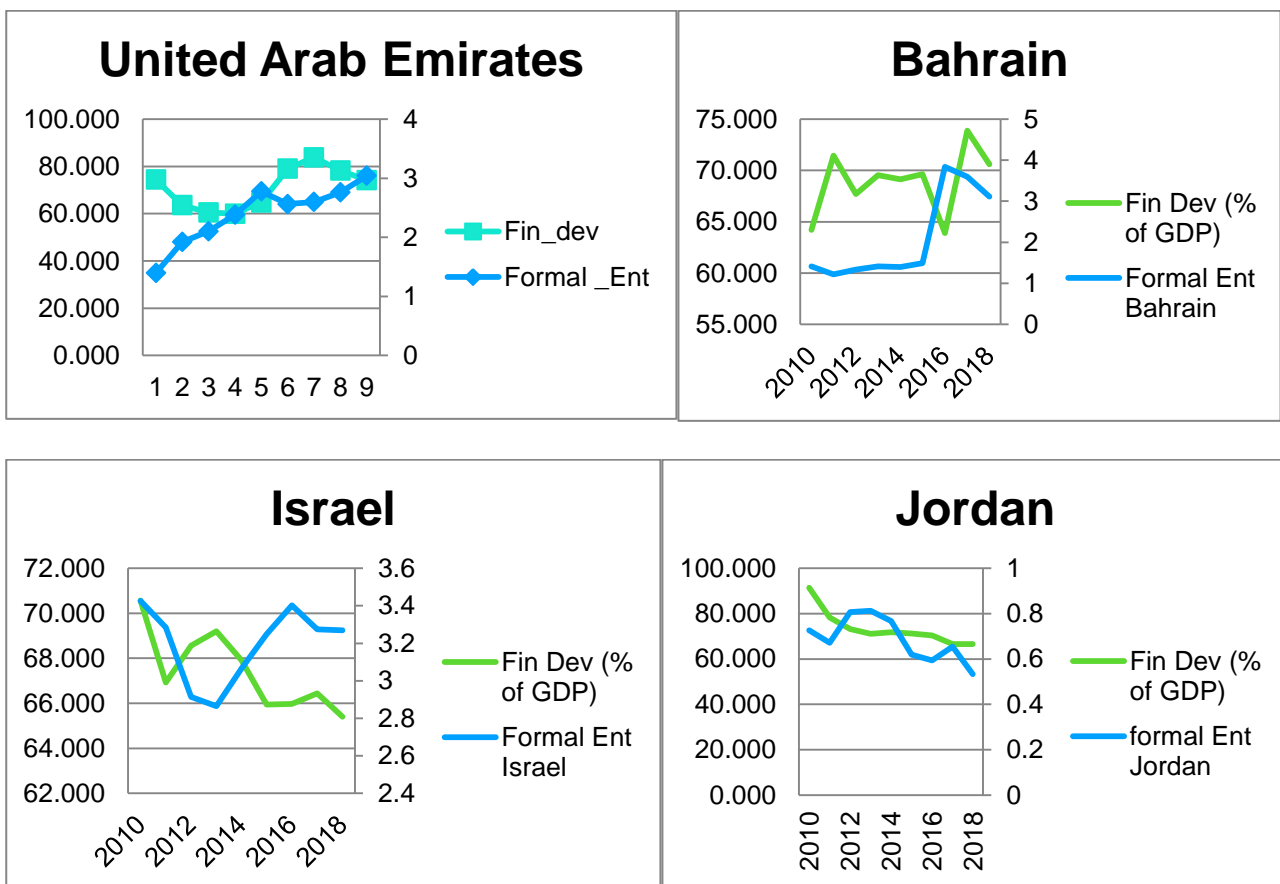 United Arab Emirates
100.000
80.000
60.000
40.000
20.000
0.000
4
3
2
1
0
1 2 3 4 5 6 7 8 9
Fin_dev
Formal _Ent
Bahrain
75.000
70.000
65.000
60.000
55.000
5
4
3
2
1
0
2010 2012 2014 2016 2018
Fin Dev (%
of GDP)
Formal Ent
Bahrain
Israel
72.000
70.000
68.000
66.000
64.000
62.000
3.6
3.4
3.2
3
2.8
2.6
2.4
2010 2012 2014 2016 2018
Fin Dev (%
of GDP)
Formal Ent
Israel
Jordan
100.000
80.000
60.000
40.000
20.000
0.000
1
0.8
0.6
0.4
0.2
0
2010 2012 2014 2016 2018
Fin Dev (%
of GDP)
formal Ent
Jordan